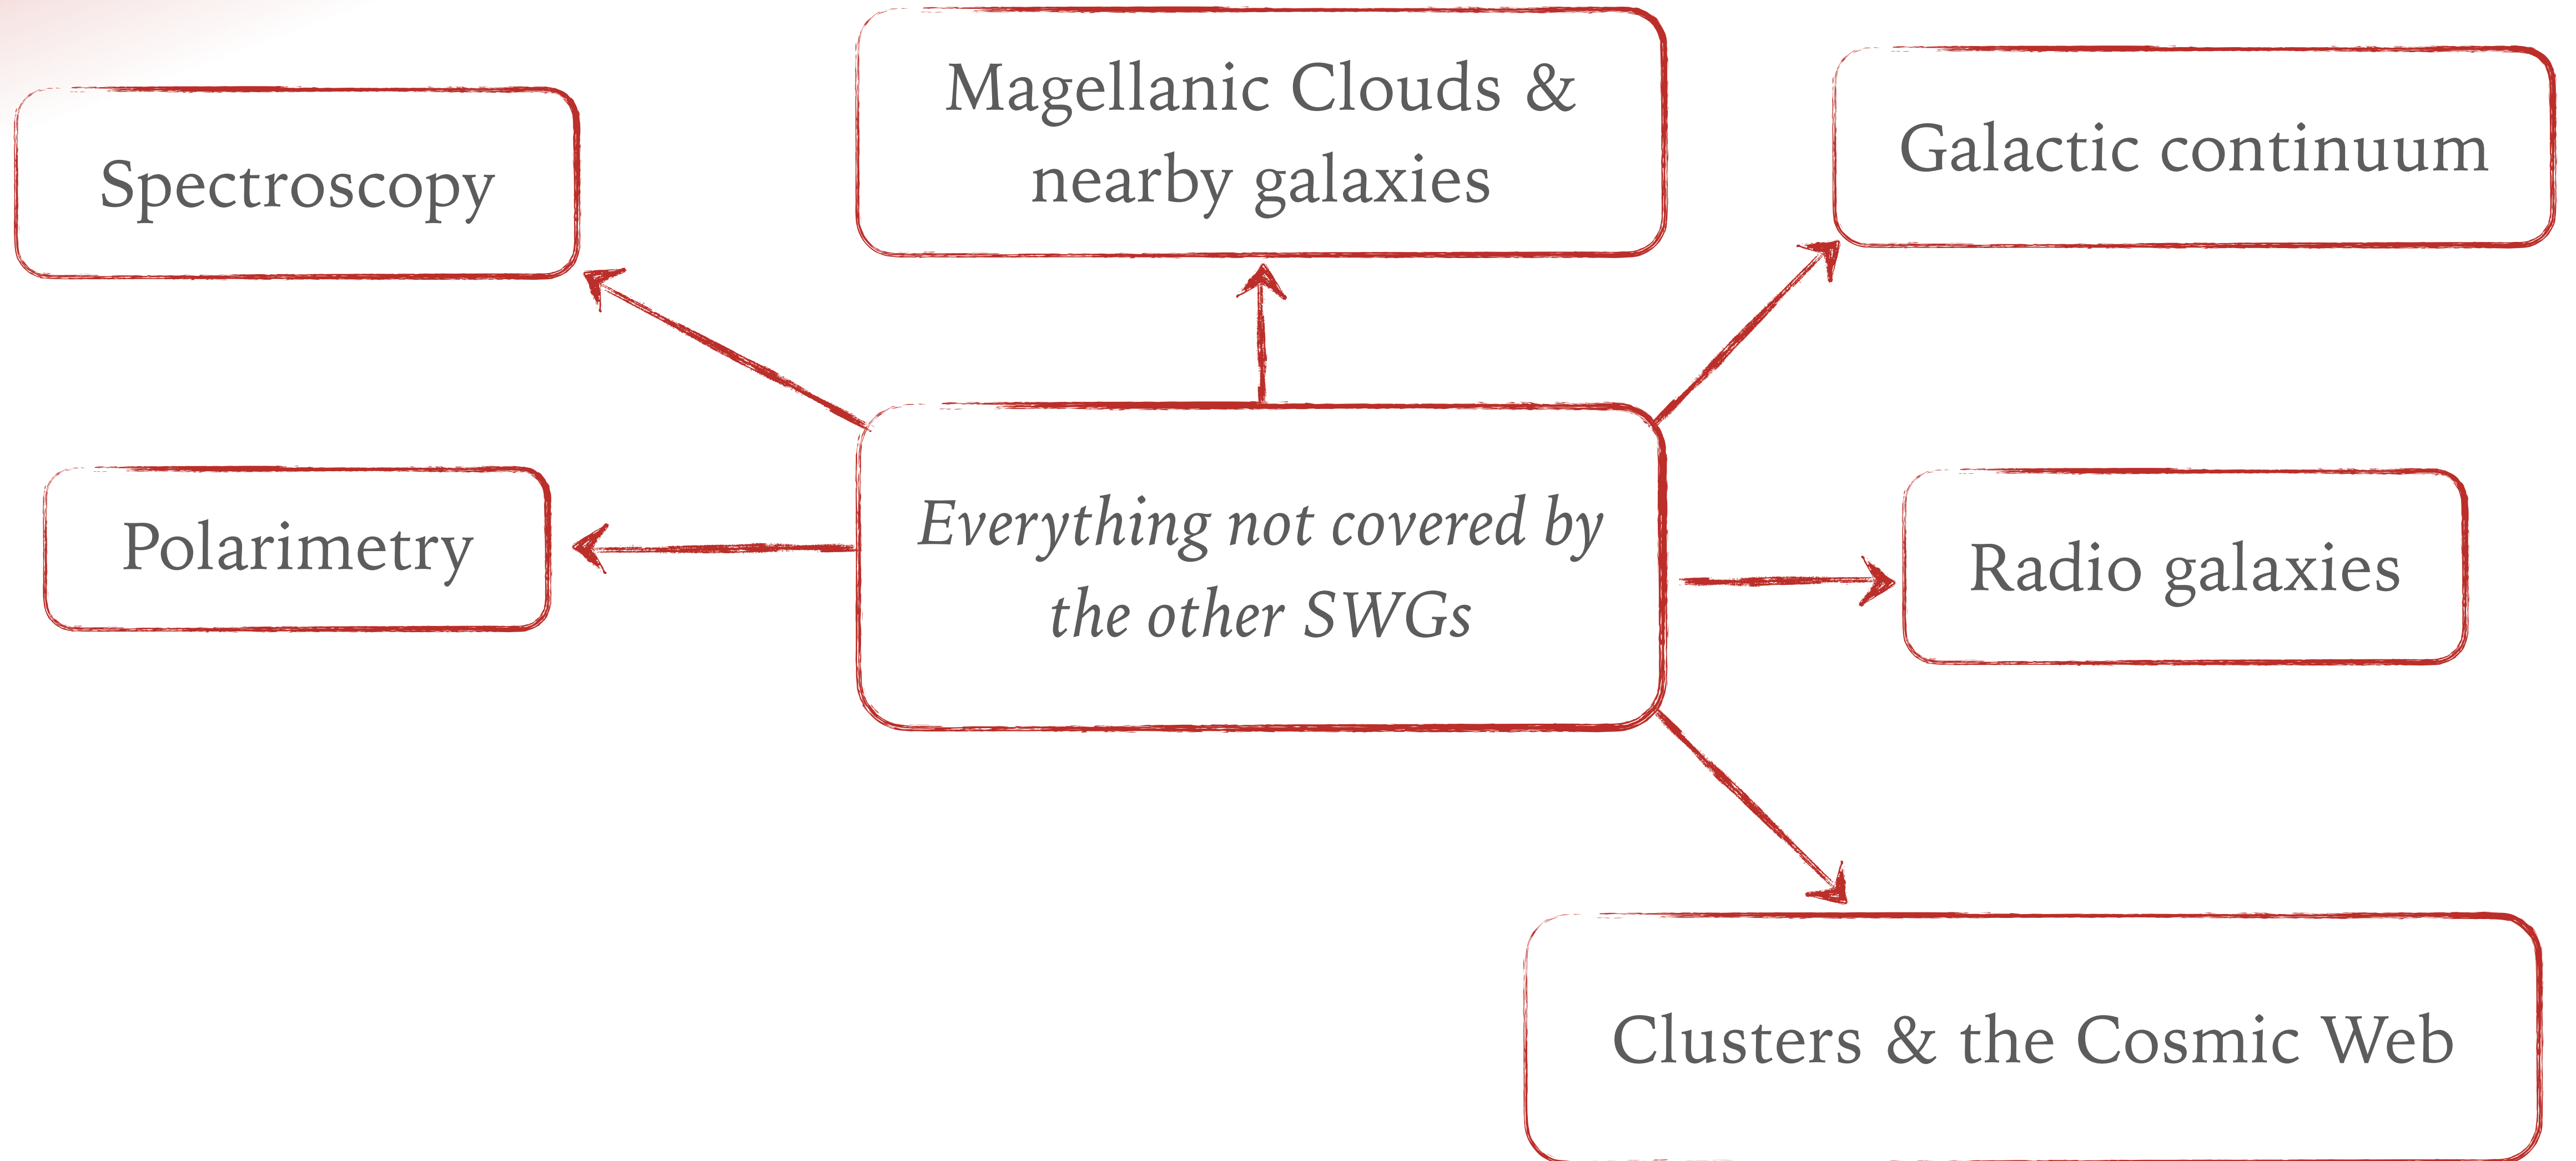 Magellanic Clouds &
nearby galaxies
Spectroscopy
Galactic continuum
Everything not covered by
the other SWGs
Polarimetry
Radio galaxies
Clusters & the Cosmic Web